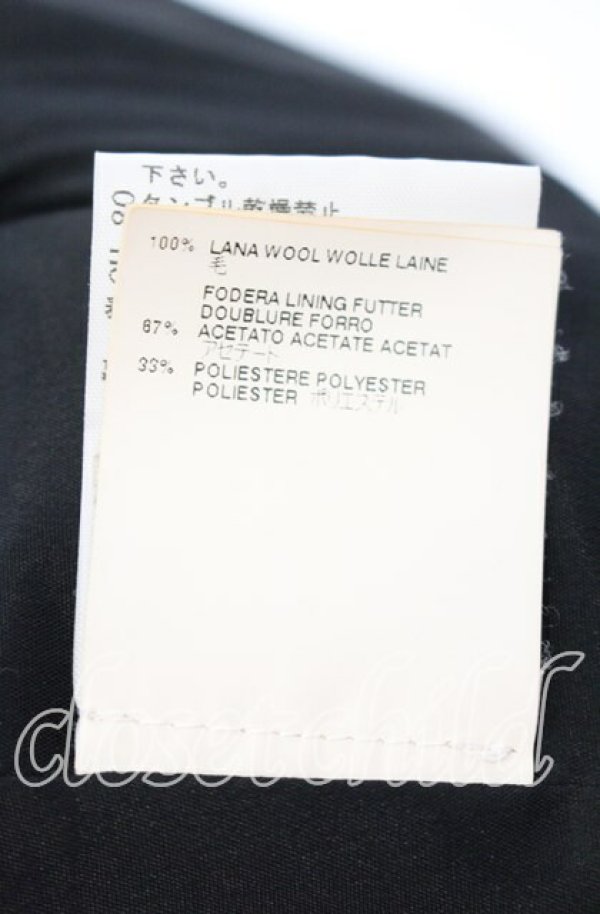 下さい。
タンブル乾燥禁止
100% LANA WOOL WOLLE LAINE
毛
FODERA LINING FUTTER
DOUBLURE FORRO
67% ACETATO ACETATE ACETAT
アセテート
33% POLIESTERE POLYESTER
POLIESTER ポリエステル
closet child